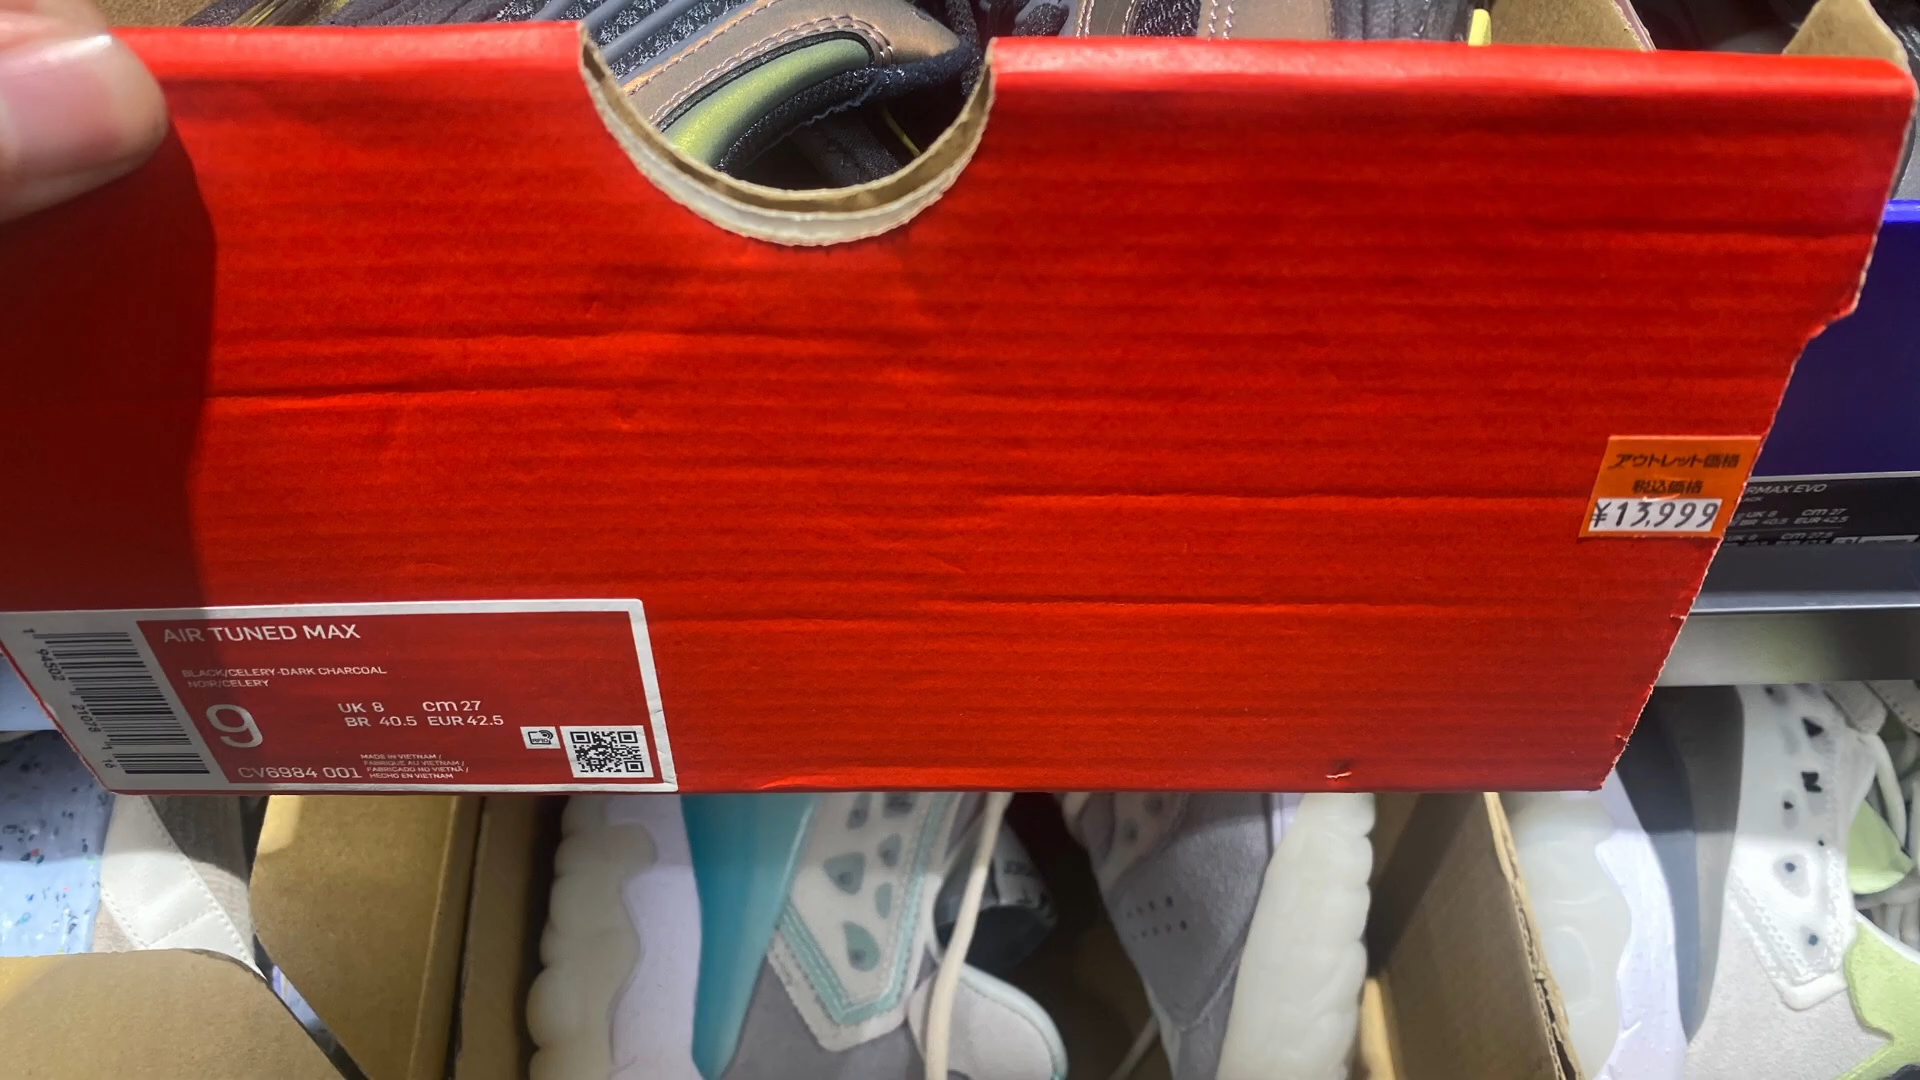 アウトレット価格
税込価格
¥13,999
RMAX EVO
UK 8 cm 27
BR 40.5 EUR 42.5
AIR TUNED MAX
BLACK/CELERY-DARK CHARCOAL
NOIR/CELERY
9
UK 8 cm 27
BR 40.5 EUR 42.5
CV6984 001
MADE IN VIETNAM /
FABRIQUE AU VIETNAM /
FABRICADO NO VIETNÃ /
HECHO EN VIETNAM